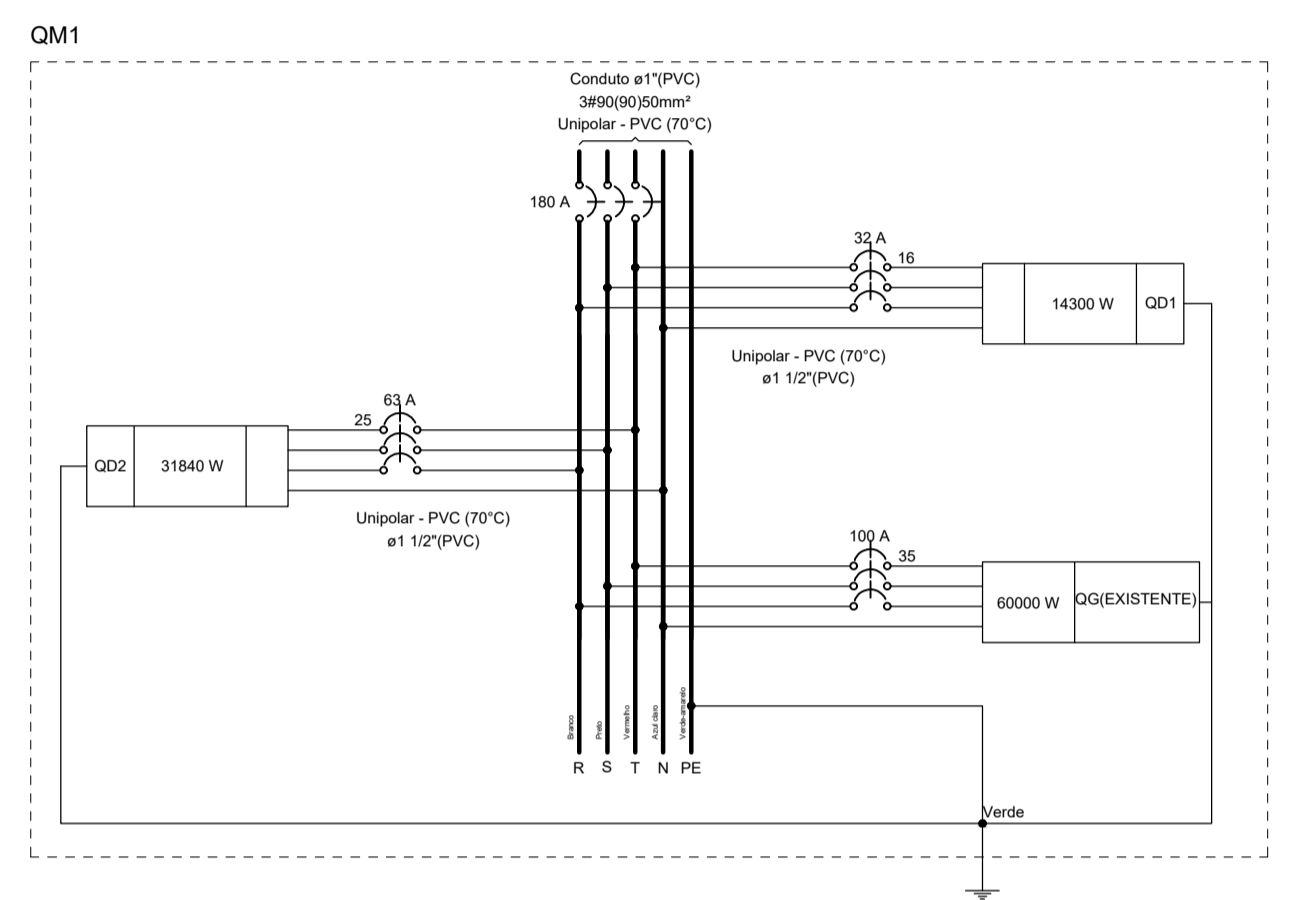 QM1
Conduto ø1"(PVC)
3#90(90)50mm²
Unipolar - PVC (70°C)
180 A
32 A
16
14300 W
QD1
Unipolar - PVC (70°C)
ø1 1/2"(PVC)
63 A
25
QD2
31840 W
Unipolar - PVC (70°C)
ø1 1/2"(PVC)
100 A
35
60000 W
QG(EXISTENTE)
Branco
Preto
Vermelho
Azul claro
Verde-amarelo
R S T N PE
Verde